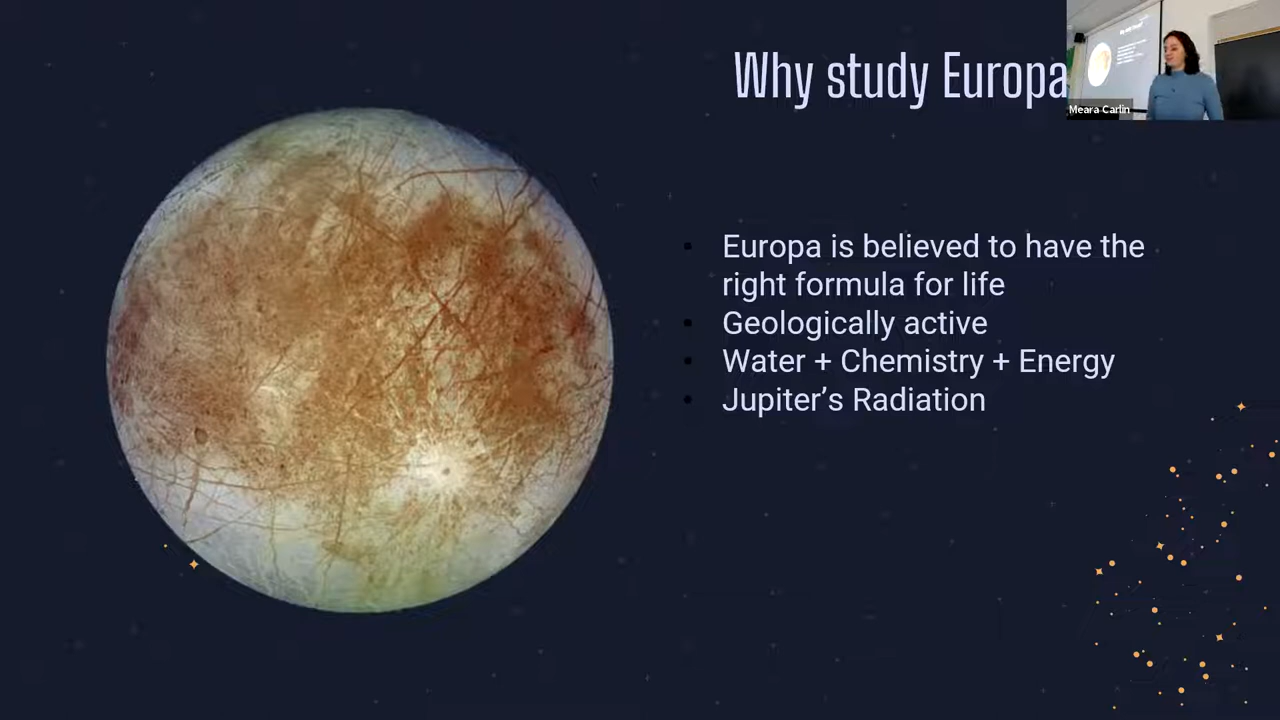 Why study Europa
Meara Carlin
Europa is believed to have the
right formula for life
Geologically active
Water + Chemistry + Energy
Jupiter’s Radiation